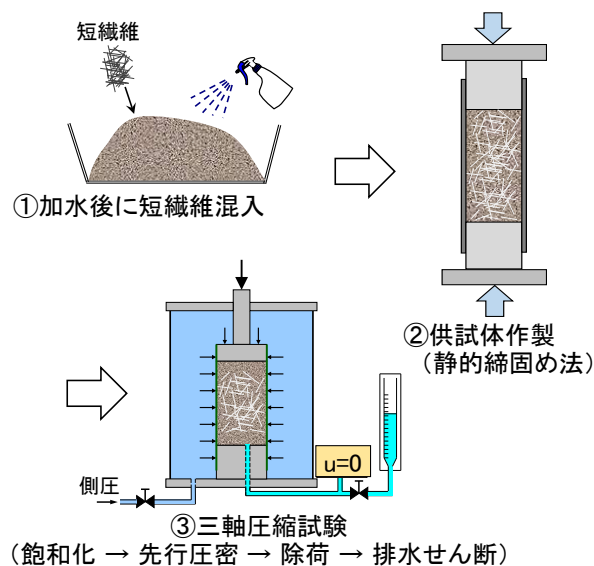 短繊維
①加水後に短繊維混入
②供試体作製
（静的締固め法）
u=0
側圧
③三軸圧縮試験
（飽和化 → 先行圧密 → 除荷 → 排水せん断）